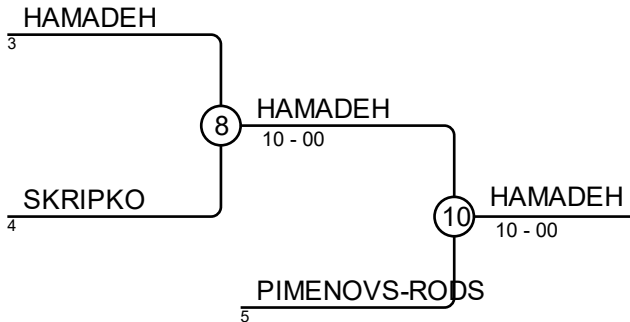 HAMADEH
3
8
HAMADEH
10 - 00
SKRIPKO
4
10
HAMADEH
10 - 00
PIMENOVS-RODS
5